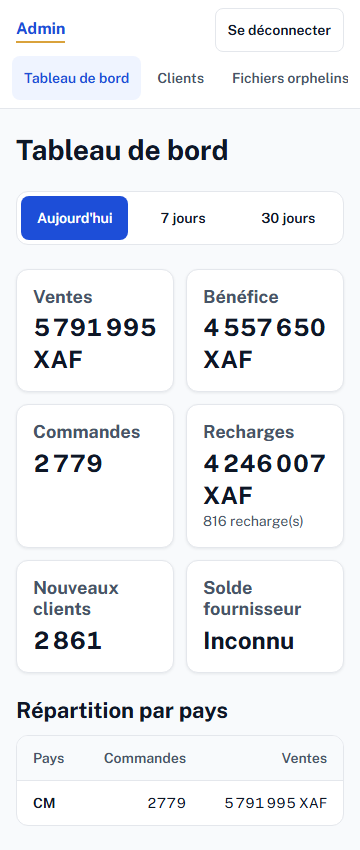 Admin
Se déconnecter
Tableau de bord
Clients
Fichiers orphelins
Tableau de bord
Aujourd'hui
7 jours
30 jours
Ventes
5 791 995
XAF
Bénéfice
4 557 650
XAF
Commandes
2 779
Recharges
4 246 007
XAF
816 recharge(s)
Nouveaux
clients
2 861
Solde
fournisseur
Inconnu
Répartition par pays
Pays Commandes Ventes
CM 2779 5 791 995 XAF